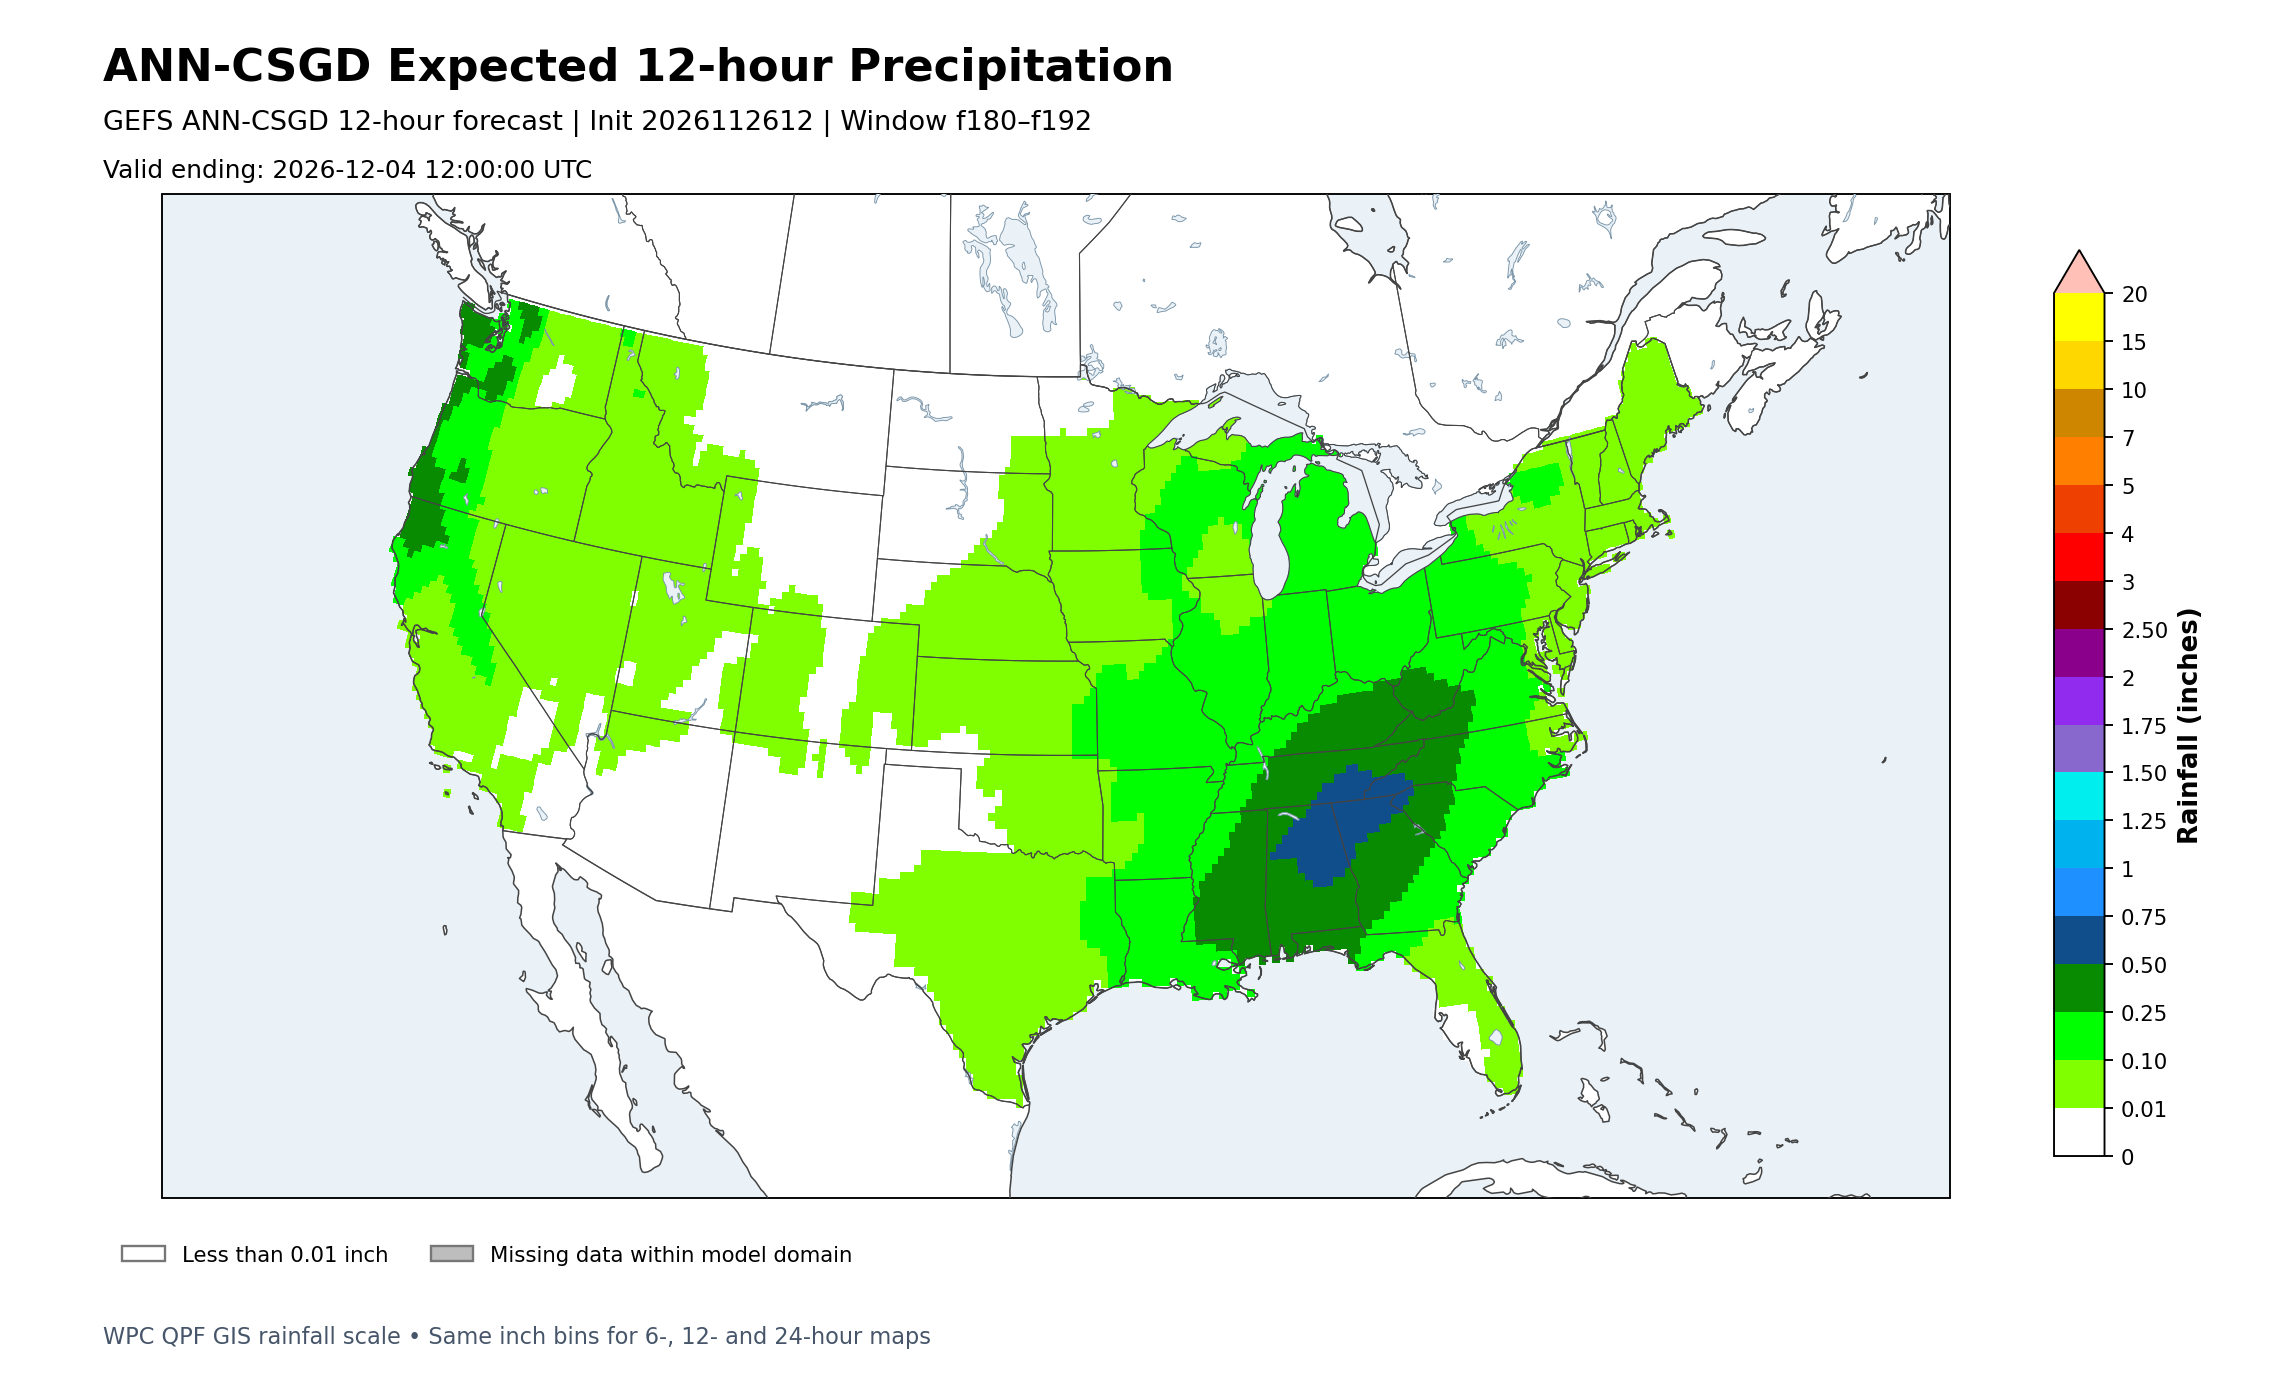 ANN-CSGD Expected 12-hour Precipitation
GEFS ANN-CSGD 12-hour forecast | Init 2026112612 | Window f180–f192
Valid ending: 2026-12-04 12:00:00 UTC
20
15
10
7
5
4
3
2.50
2
1.75
1.50
1.25
1
0.75
0.50
0.25
0.10
0.01
0
Rainfall (inches)
Less than 0.01 inch
Missing data within model domain
WPC QPF GIS rainfall scale • Same inch bins for 6-, 12- and 24-hour maps